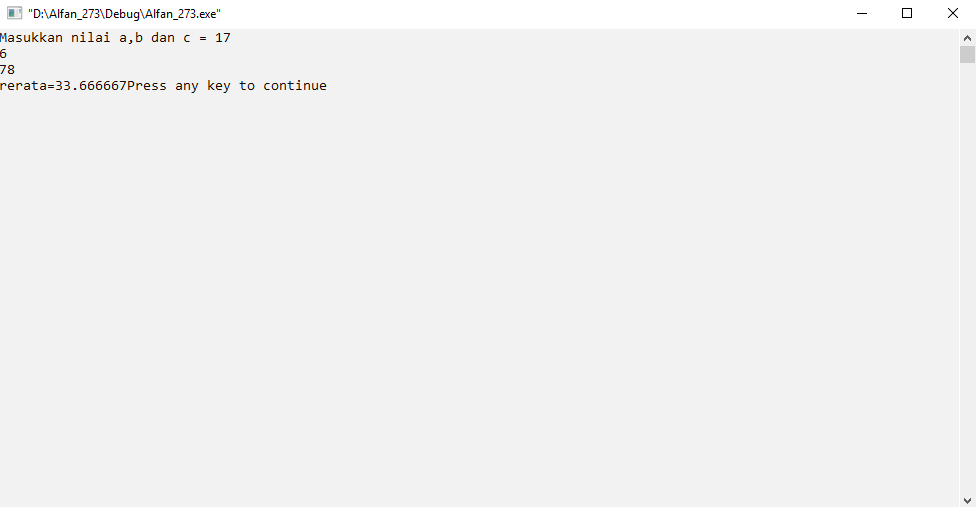 "D:\Alfan_273\Debug\Alfan_273.exe"
Masukkan nilai a,b dan c = 17
6
78
rerata=33.666667Press any key to continue